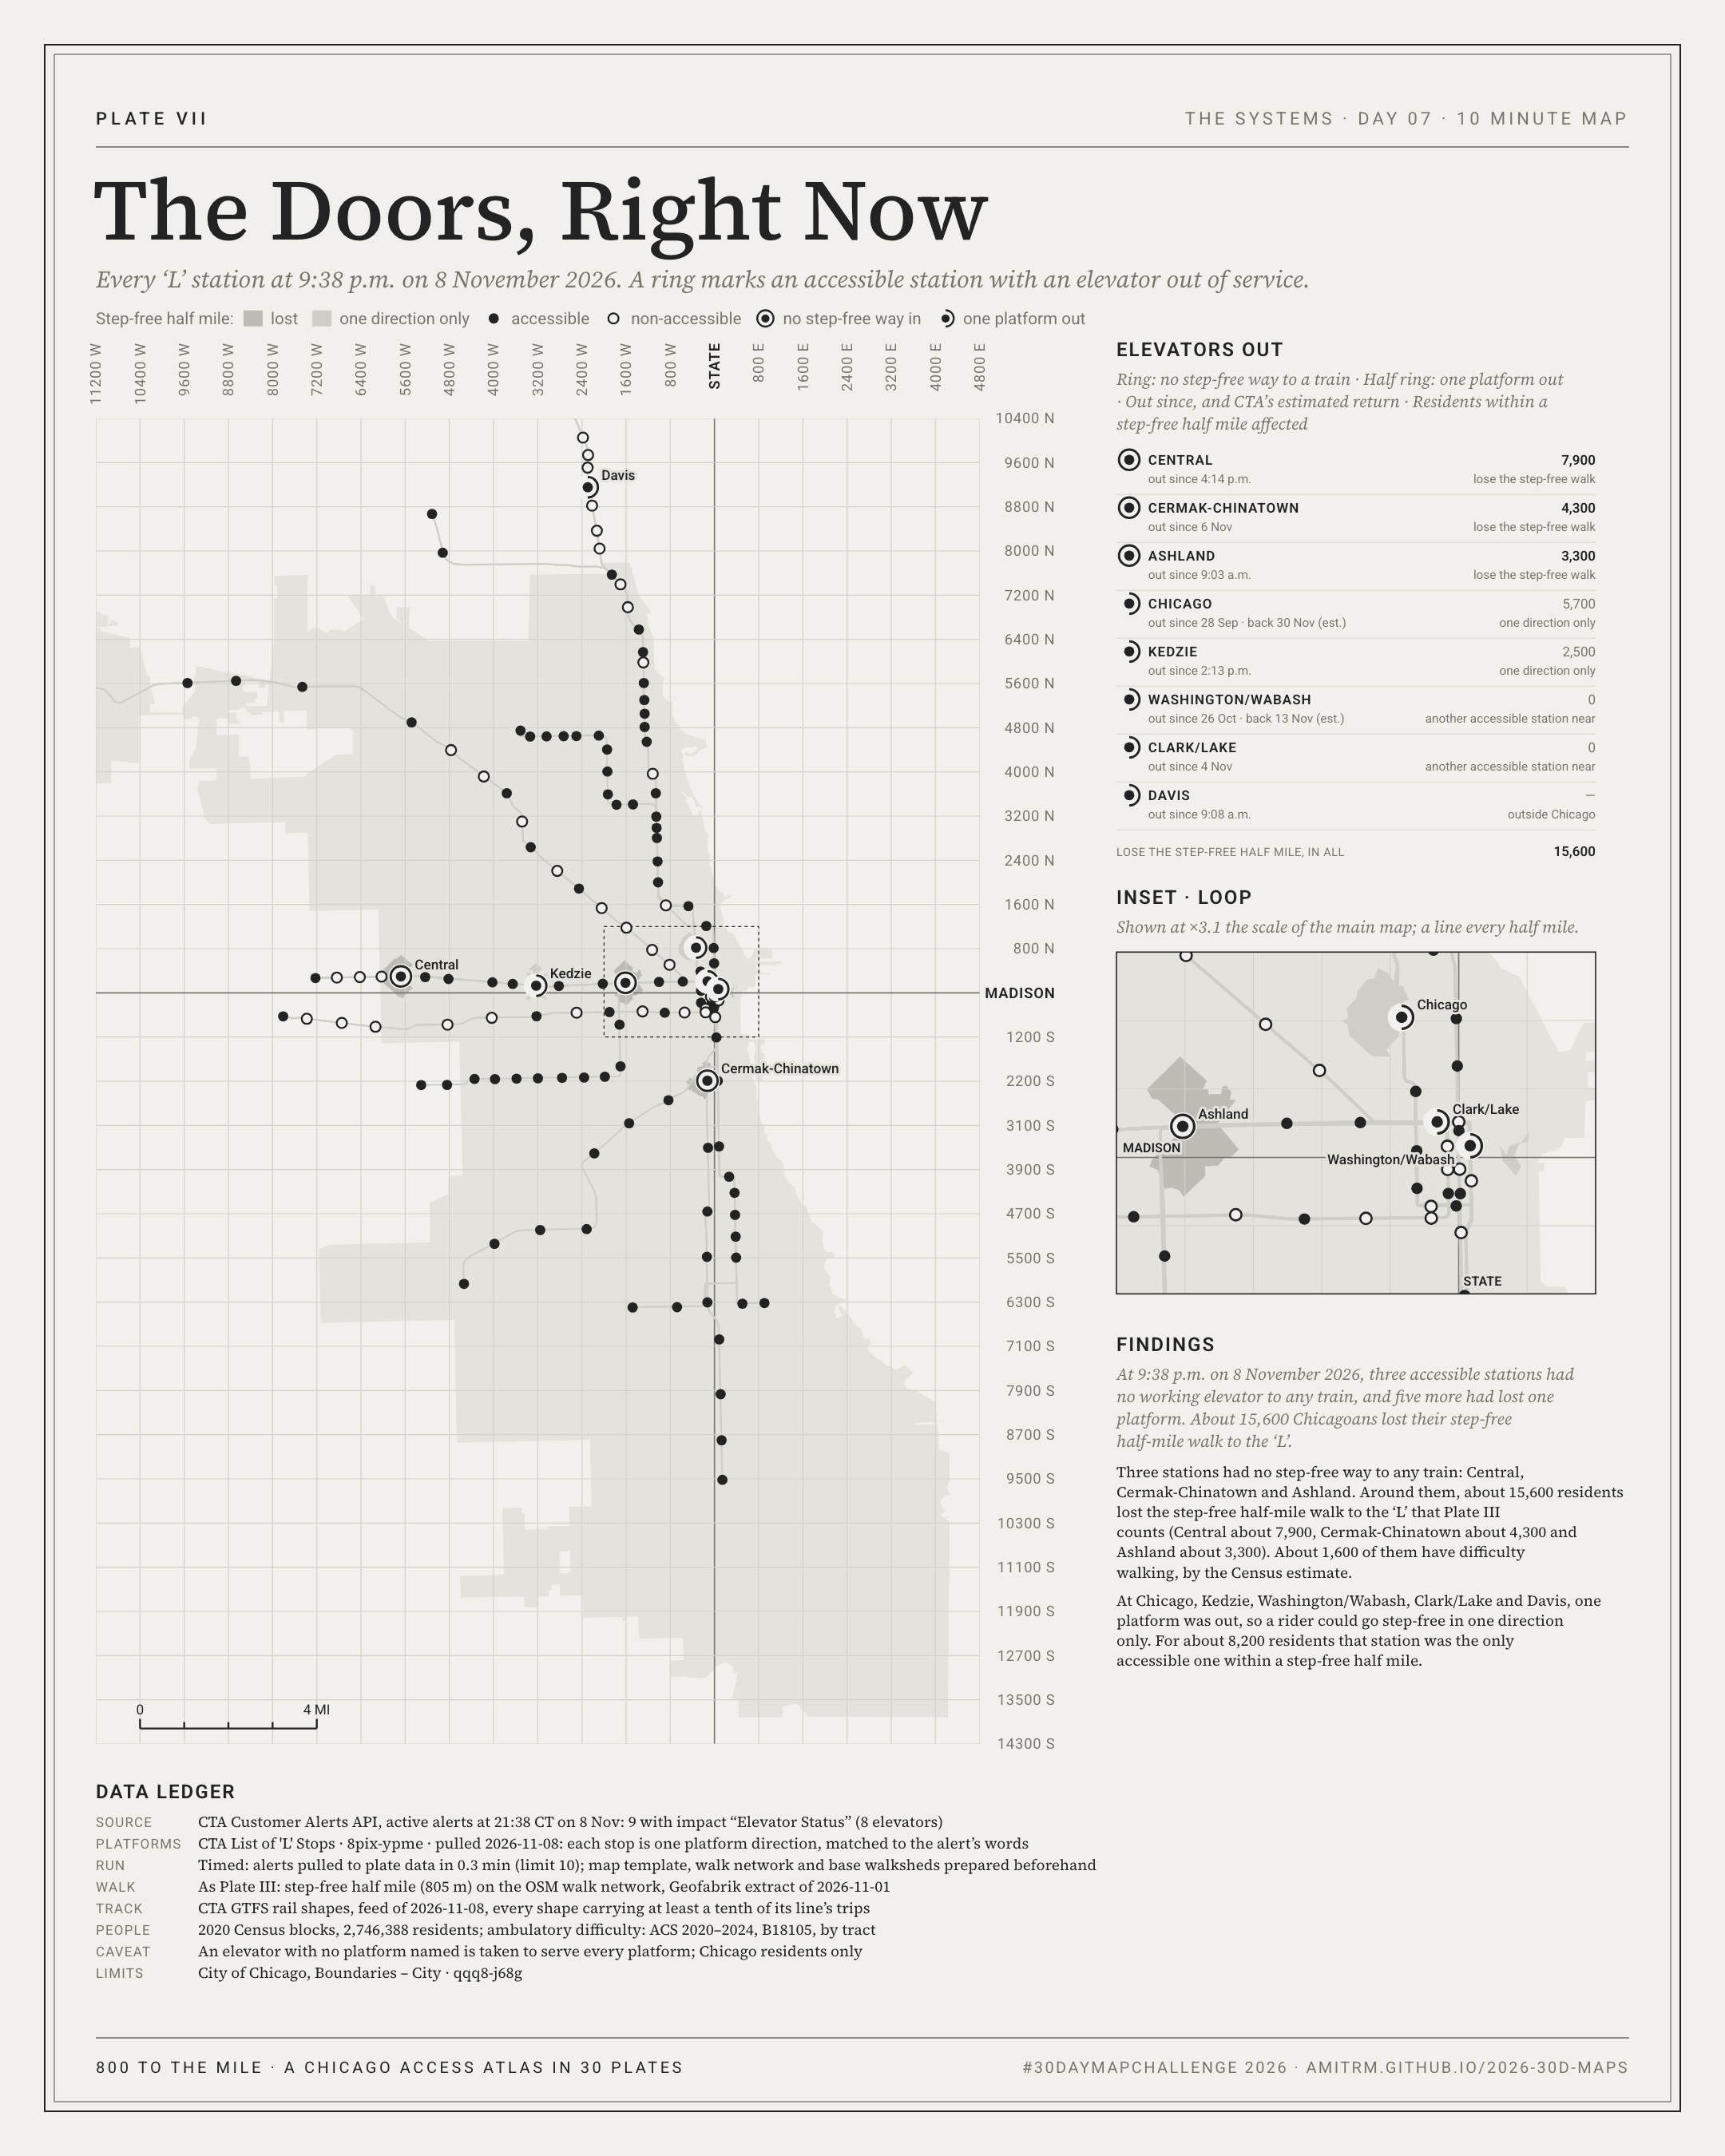 PLATE VII
THE SYSTEMS · DAY 07 · 10 MINUTE MAP
The Doors, Right Now
Every ‘L’ station at 9:38 p.m. on 8 November 2026. A ring marks an accessible station with an elevator out of service.
Step-free half mile: lost one direction only accessible non-accessible no step-free way in one platform out
11200 W
10400 W
9600 W
8800 W
8000 W
7200 W
6400 W
5600 W
4800 W
4000 W
3200 W
2400 W
1600 W
800 W
STATE
800 E
1600 E
2400 E
3200 E
4000 E
4800 E
10400 N
9600 N
8800 N
8000 N
7200 N
6400 N
5600 N
4800 N
4000 N
3200 N
2400 N
1600 N
800 N
MADISON
1200 S
2200 S
3100 S
3900 S
4700 S
5500 S
6300 S
7100 S
7900 S
8700 S
9500 S
10300 S
11100 S
11900 S
12700 S
13500 S
14300 S
Davis
Central
Kedzie
Cermak-Chinatown
0 4 MI
ELEVATORS OUT
Ring: no step-free way to a train · Half ring: one platform out
· Out since, and CTA’s estimated return · Residents within a
step-free half mile affected
CENTRAL 7,900
out since 4:14 p.m. lose the step-free walk
CERMAK-CHINATOWN 4,300
out since 6 Nov lose the step-free walk
ASHLAND 3,300
out since 9:03 a.m. lose the step-free walk
CHICAGO 5,700
out since 28 Sep · back 30 Nov (est.) one direction only
KEDZIE 2,500
out since 2:13 p.m. one direction only
WASHINGTON/WABASH 0
out since 26 Oct · back 13 Nov (est.) another accessible station near
CLARK/LAKE 0
out since 4 Nov another accessible station near
DAVIS —
out since 9:08 a.m. outside Chicago
LOSE THE STEP-FREE HALF MILE, IN ALL 15,600
INSET · LOOP
Shown at ×3.1 the scale of the main map; a line every half mile.
Chicago
Ashland
Clark/Lake
MADISON
Washington/Wabash
STATE
FINDINGS
At 9:38 p.m. on 8 November 2026, three accessible stations had
no working elevator to any train, and five more had lost one
platform. About 15,600 Chicagoans lost their step-free
half-mile walk to the ‘L’.
Three stations had no step-free way to any train: Central,
Cermak-Chinatown and Ashland. Around them, about 15,600 residents
lost the step-free half-mile walk to the ‘L’ that Plate III
counts (Central about 7,900, Cermak-Chinatown about 4,300 and
Ashland about 3,300). About 1,600 of them have difficulty
walking, by the Census estimate.
At Chicago, Kedzie, Washington/Wabash, Clark/Lake and Davis, one
platform was out, so a rider could go step-free in one direction
only. For about 8,200 residents that station was the only
accessible one within a step-free half mile.
DATA LEDGER
SOURCE CTA Customer Alerts API, active alerts at 21:38 CT on 8 Nov: 9 with impact “Elevator Status” (8 elevators)
PLATFORMS CTA List of 'L' Stops · 8pix-ypme · pulled 2026-11-08: each stop is one platform direction, matched to the alert’s words
RUN Timed: alerts pulled to plate data in 0.3 min (limit 10); map template, walk network and base walksheds prepared beforehand
WALK As Plate III: step-free half mile (805 m) on the OSM walk network, Geofabrik extract of 2026-11-01
TRACK CTA GTFS rail shapes, feed of 2026-11-08, every shape carrying at least a tenth of its line’s trips
PEOPLE 2020 Census blocks, 2,746,388 residents; ambulatory difficulty: ACS 2020–2024, B18105, by tract
CAVEAT An elevator with no platform named is taken to serve every platform; Chicago residents only
LIMITS City of Chicago, Boundaries – City · qqq8-j68g
800 TO THE MILE · A CHICAGO ACCESS ATLAS IN 30 PLATES
#30DAYMAPCHALLENGE 2026 · AMITRM.GITHUB.IO/2026-30D-MAPS